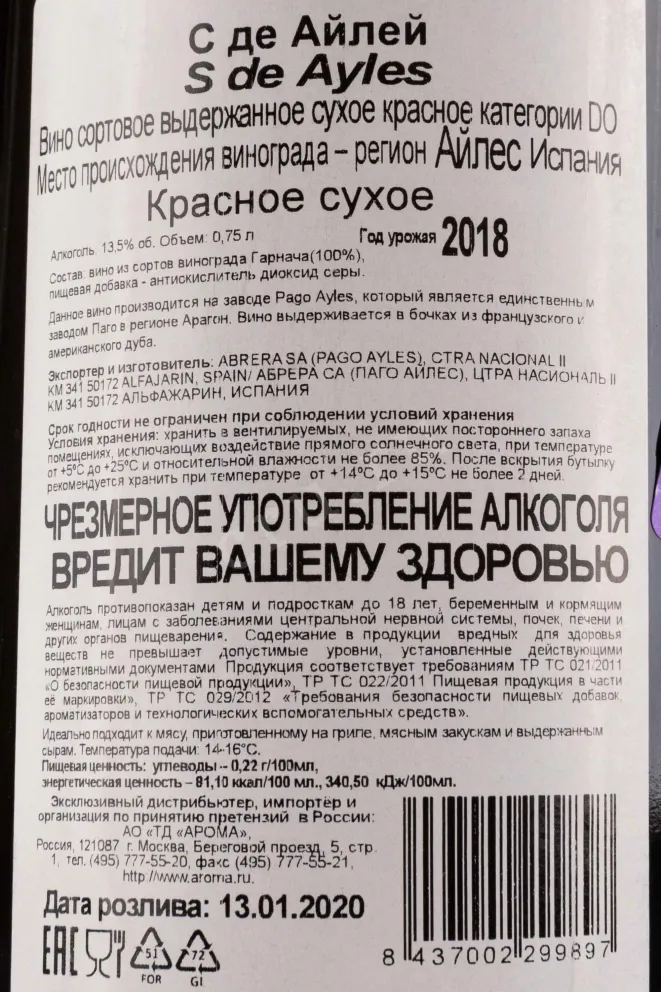 С де Айлей
S de Ayles
Вино сортовое выдержанное сухое красное категории DO
Место происхождения винограда – регион Айлес Испания
Красное сухое
Алкоголь: 13,5% об. Объем: 0,75 л Год урожая 2018
Состав: вино из сортов винограда Гарнача(100%),
пищевая добавка - антиокислитель диоксид серы.
Данное вино производится на заводе Pago Ayles, который является единственным
заводом Паго в регионе Арагон. Вино выдерживается в бочках из французского и
американского дуба.
Экспортер и изготовитель: ABRERA SA (PAGO AYLES), CTRA NACIONAL II
KM 341 50172 ALFAJARIN, SPAIN/ АБРЕРА СА (ПАГО АЙЛЕС), ЦТРА НАСИОНАЛЬ II
KM 341 50172 АЛЬФАЖАРИН, ИСПАНИЯ
Срок годности не ограничен при соблюдении условий хранения
Условия хранения: хранить в вентилируемых, не имеющих постороннего запаха
помещениях, исключающих воздействие прямого солнечного света, при температуре
от +5°С до +25°С и относительной влажности не более 85%. После вскрытия бутылку
рекомендуется хранить при температуре от +14°С до +15°С не более 2 дней.
ЧРЕЗМЕРНОЕ УПОТРЕБЛЕНИЕ АЛКОГОЛЯ
ВРЕДИТ ВАШЕМУ ЗДОРОВЬЮ
Алкоголь противопоказан детям и подросткам до 18 лет, беременным и кормящим
женщинам, лицам с заболеваниями центральной нервной системы, почек, печени и
других органов пищеварения. Содержание в продукции вредных для здоровья
веществ не превышает допустимые уровни, установленные действующими
нормативными документами Продукция соответствует требованиям ТР ТС 021/2011
«О безопасности пищевой продукции», ТР ТС 022/2011 Пищевая продукция в части
её маркировки», ТР ТС 029/2012 «Требования безопасности пищевых добавок,
ароматизаторов и технологических вспомогательных средств».
Идеально подходит к мясу, приготовленному на гриле, мясным закускам и выдержанным
сырам. Температура подачи: 14-16°С.
Пищевая ценность: углеводы – 0,22 г/100мл,
энергетическая ценность – 81,10 ккал/100 мл., 340,50 кДж/100мл.
Эксклюзивный дистрибьютер, импортёр и
организация по принятию претензий в России:
АО «ТД «АРОМА»,
Россия, 121087 г. Москва, Береговой проезд, 5, стр.
1, тел. (495) 777-55-20, факс (495) 777-55-21,
http://www.aroma.ru.
Дата розлива: 13.01.2020
EAC 51 FOR 72 GL
8 437002 299897